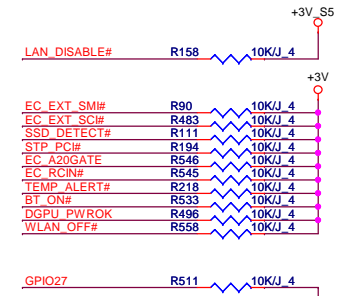 +3V_S5
LAN_DISABLE# R158 10K/J_4
+3V
EC_EXT_SMI# R90 10K/J_4
EC_EXT_SCI# R483 10K/J_4
SSD_DETECT# R111 10K/J_4
STP_PCI# R194 10K/J_4
EC_A20GATE R546 10K/J_4
EC_RCIN# R545 10K/J_4
TEMP_ALERT# R218 10K/J_4
BT_ON# R533 10K/J_4
DGPU_PWROK R496 10K/J_4
WLAN_OFF# R558 10K/J_4
GPIO27 R511 10K/J_4